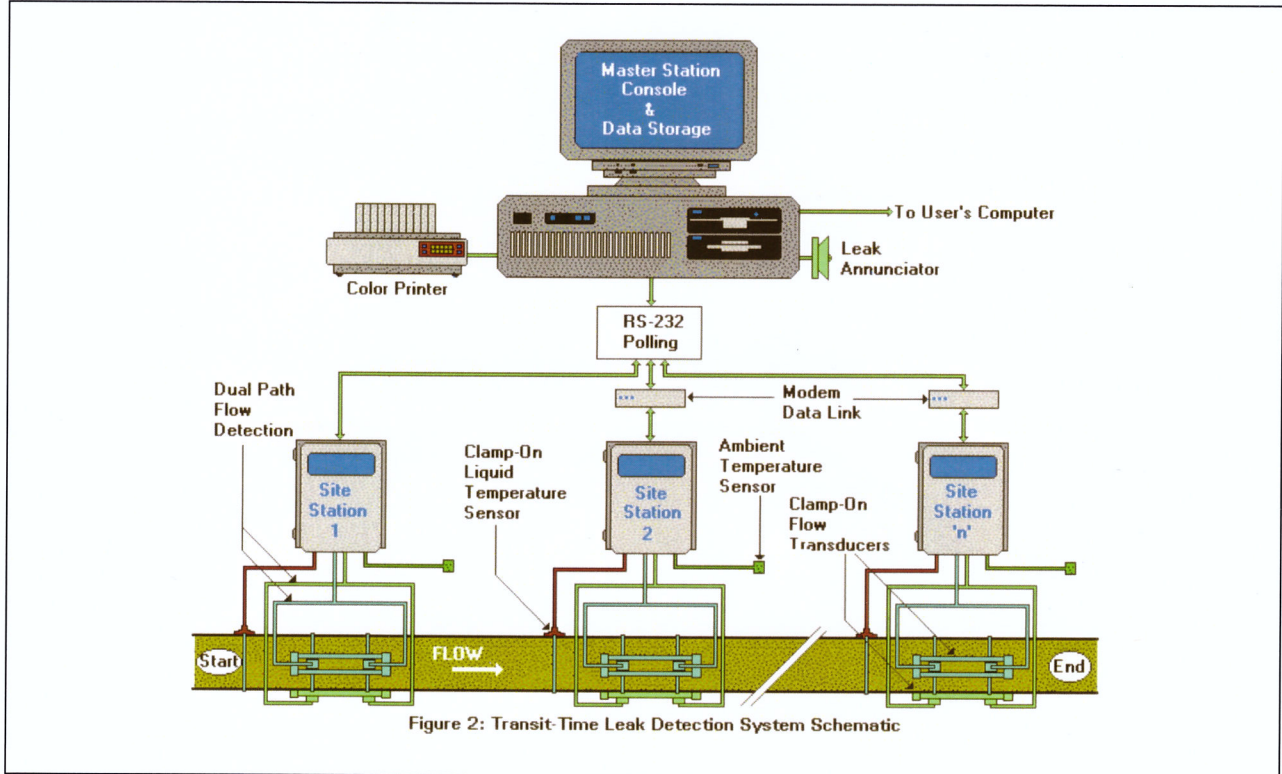 Master Station
Console
&
Data Storage
To User's Computer
Leak
Annunciator
Color Printer
RS-232
Polling
Dual Path
Flow
Detection
Modem
Data Link
Clamp-On
Liquid
Temperature
Sensor
Ambient
Temperature
Sensor
Clamp-On
Flow
Transducers
Site
Station
1
Site
Station
2
Site
Station
'n'
Start
FLOW
End
Figure 2: Transit-Time Leak Detection System Schematic